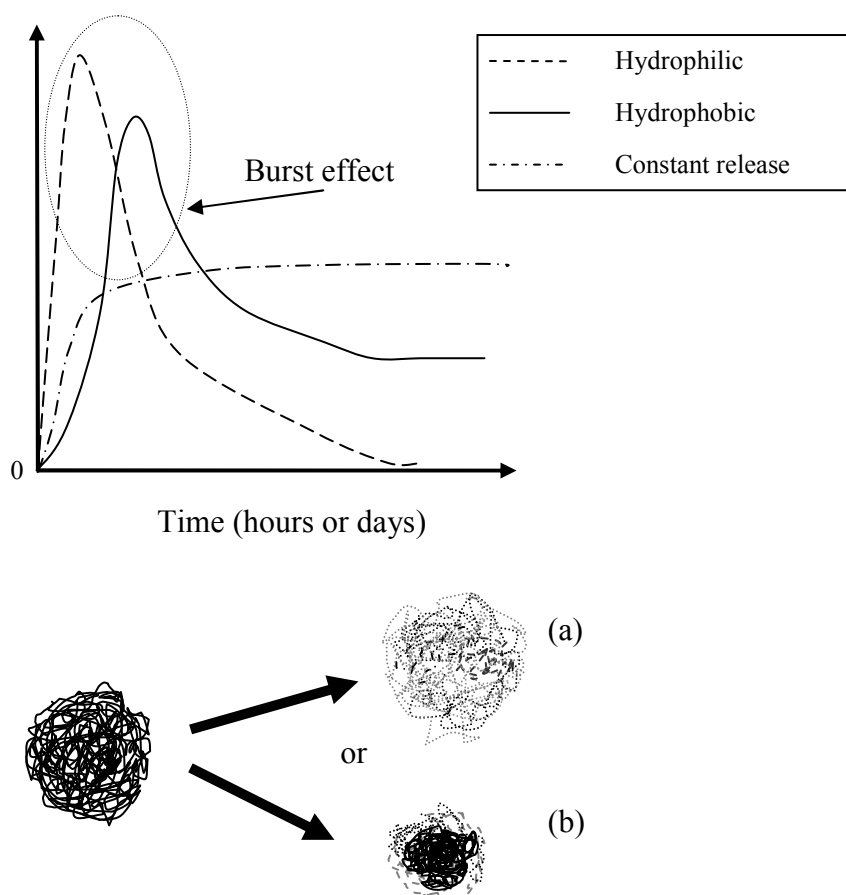 Hydrophilic
Hydrophobic
Constant release
Burst effect
0
Time (hours or days)
(a)
or
(b)